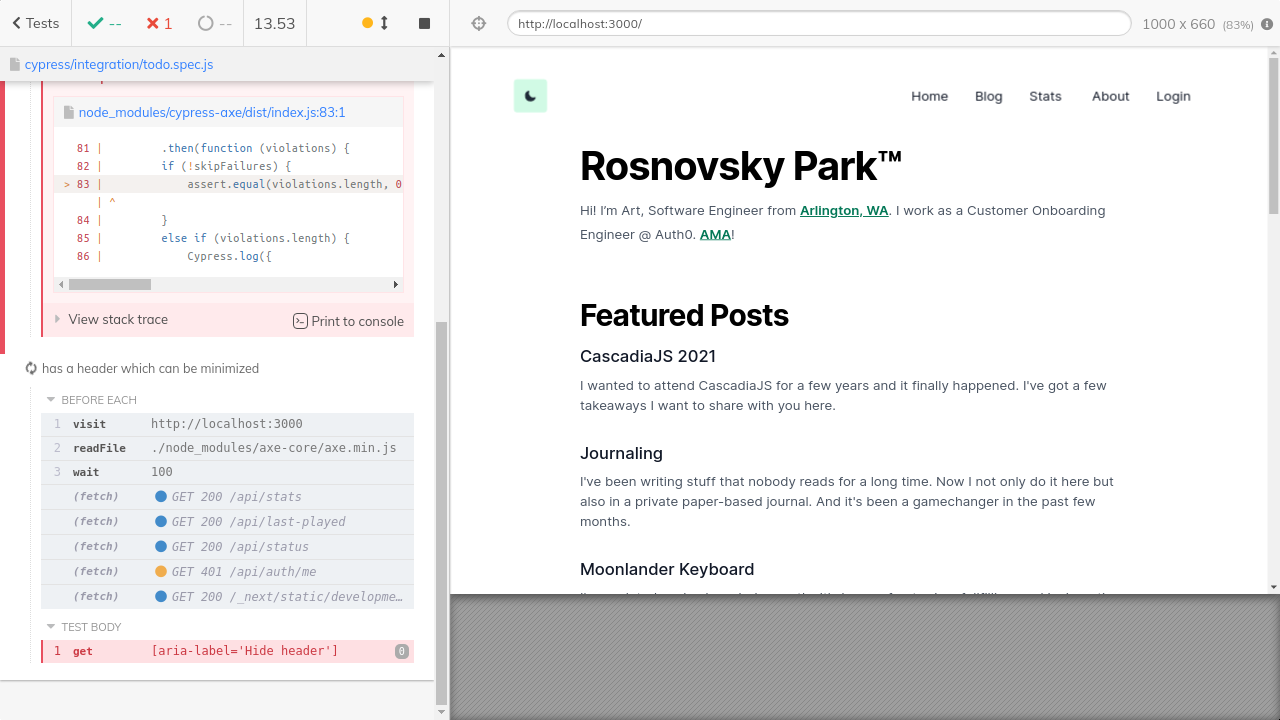 Tests
--
1
--
13.53
http://localhost:3000/
1000 x 660 (83%)
cypress/integration/todo.spec.js
node_modules/cypress-axe/dist/index.js:83:1
81 | .then(function (violations) {
82 | if (!skipFailures) {
> 83 | assert.equal(violations.length, 0
| ^
84 | }
85 | else if (violations.length) {
86 | Cypress.log({
View stack trace
Print to console
has a header which can be minimized
BEFORE EACH
1 visit http://localhost:3000
2 readFile ./node_modules/axe-core/axe.min.js
3 wait 100
(fetch) GET 200 /api/stats
(fetch) GET 200 /api/last-played
(fetch) GET 200 /api/status
(fetch) GET 401 /api/auth/me
(fetch) GET 200 /_next/static/developme…
TEST BODY
1 get [aria-label='Hide header'] 0
Home Blog Stats About Login
Rosnovsky Park™
Hi! I’m Art, Software Engineer from Arlington, WA. I work as a Customer Onboarding
Engineer @ Auth0. AMA!
Featured Posts
CascadiaJS 2021
I wanted to attend CascadiaJS for a few years and it finally happened. I've got a few
takeaways I want to share with you here.
Journaling
I've been writing stuff that nobody reads for a long time. Now I not only do it here but
also in a private paper-based journal. And it's been a gamechanger in the past few
months.
Moonlander Keyboard